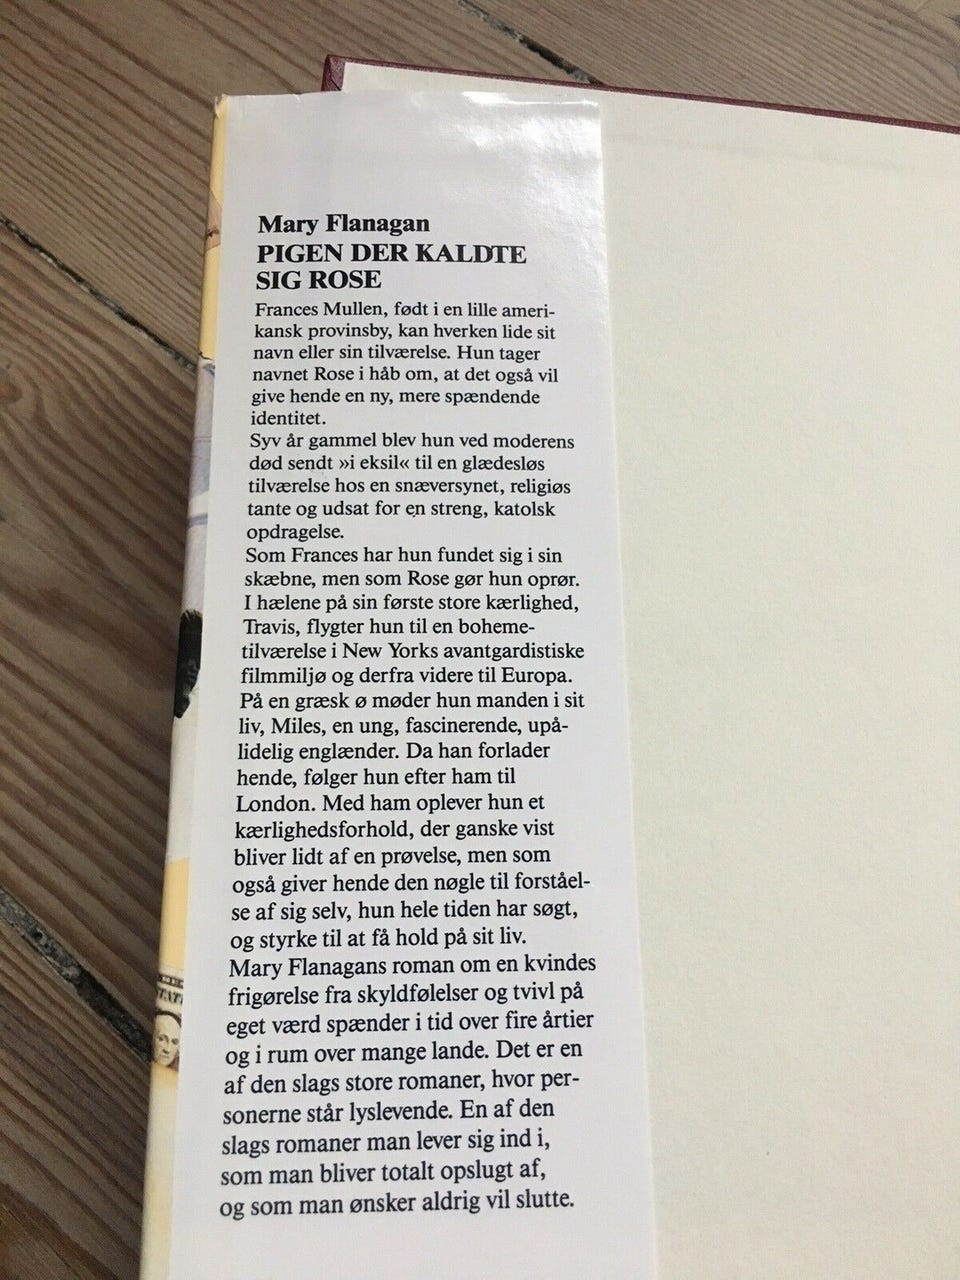 Mary Flanagan
PIGEN DER KALDTE
SIG ROSE
Frances Mullen, født i en lille ameri-
kansk provinsby, kan hverken lide sit
navn eller sin tilværelse. Hun tager
navnet Rose i håb om, at det også vil
give hende en ny, mere spændende
identitet.
Syv år gammel blev hun ved moderens
død sendt »i eksil« til en glædesløs
tilværelse hos en snæversynet, religiøs
tante og udsat for en streng, katolsk
opdragelse.
Som Frances har hun fundet sig i sin
skæbne, men som Rose gør hun oprør.
I hælene på sin første store kærlighed,
Travis, flygter hun til en boheme-
tilværelse i New Yorks avantgardistiske
filmmiljø og derfra videre til Europa.
På en græsk ø møder hun manden i sit
liv, Miles, en ung, fascinerende, upå-
lidelig englænder. Da han forlader
hende, følger hun efter ham til
London. Med ham oplever hun et
kærlighedsforhold, der ganske vist
bliver lidt af en prøvelse, men som
også giver hende den nøgle til forståel-
se af sig selv, hun hele tiden har søgt,
og styrke til at få hold på sit liv.
Mary Flanagans roman om en kvindes
frigørelse fra skyldfølelser og tvivl på
eget værd spænder i tid over fire årtier
og i rum over mange lande. Det er en
af den slags store romaner, hvor per-
sonerne står lyslevende. En af den
slags romaner man lever sig ind i,
som man bliver totalt opslugt af,
og som man ønsker aldrig vil slutte.